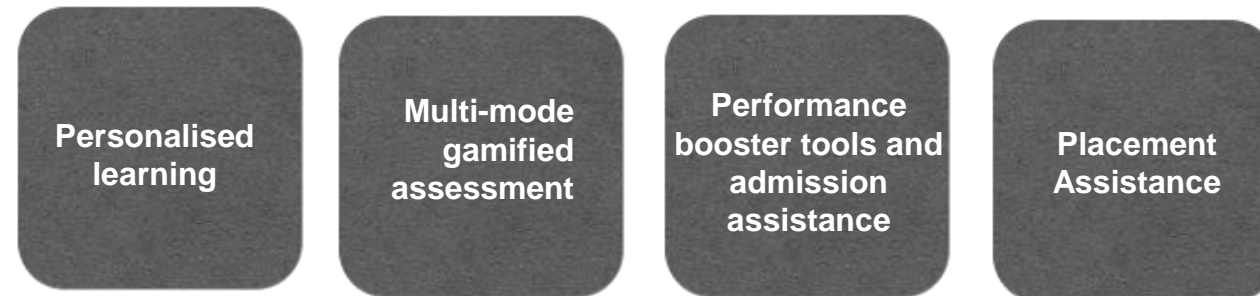 Personalised
learning
Multi-mode
gamified
assessment
Performance
booster tools and
admission
assistance
Placement
Assistance